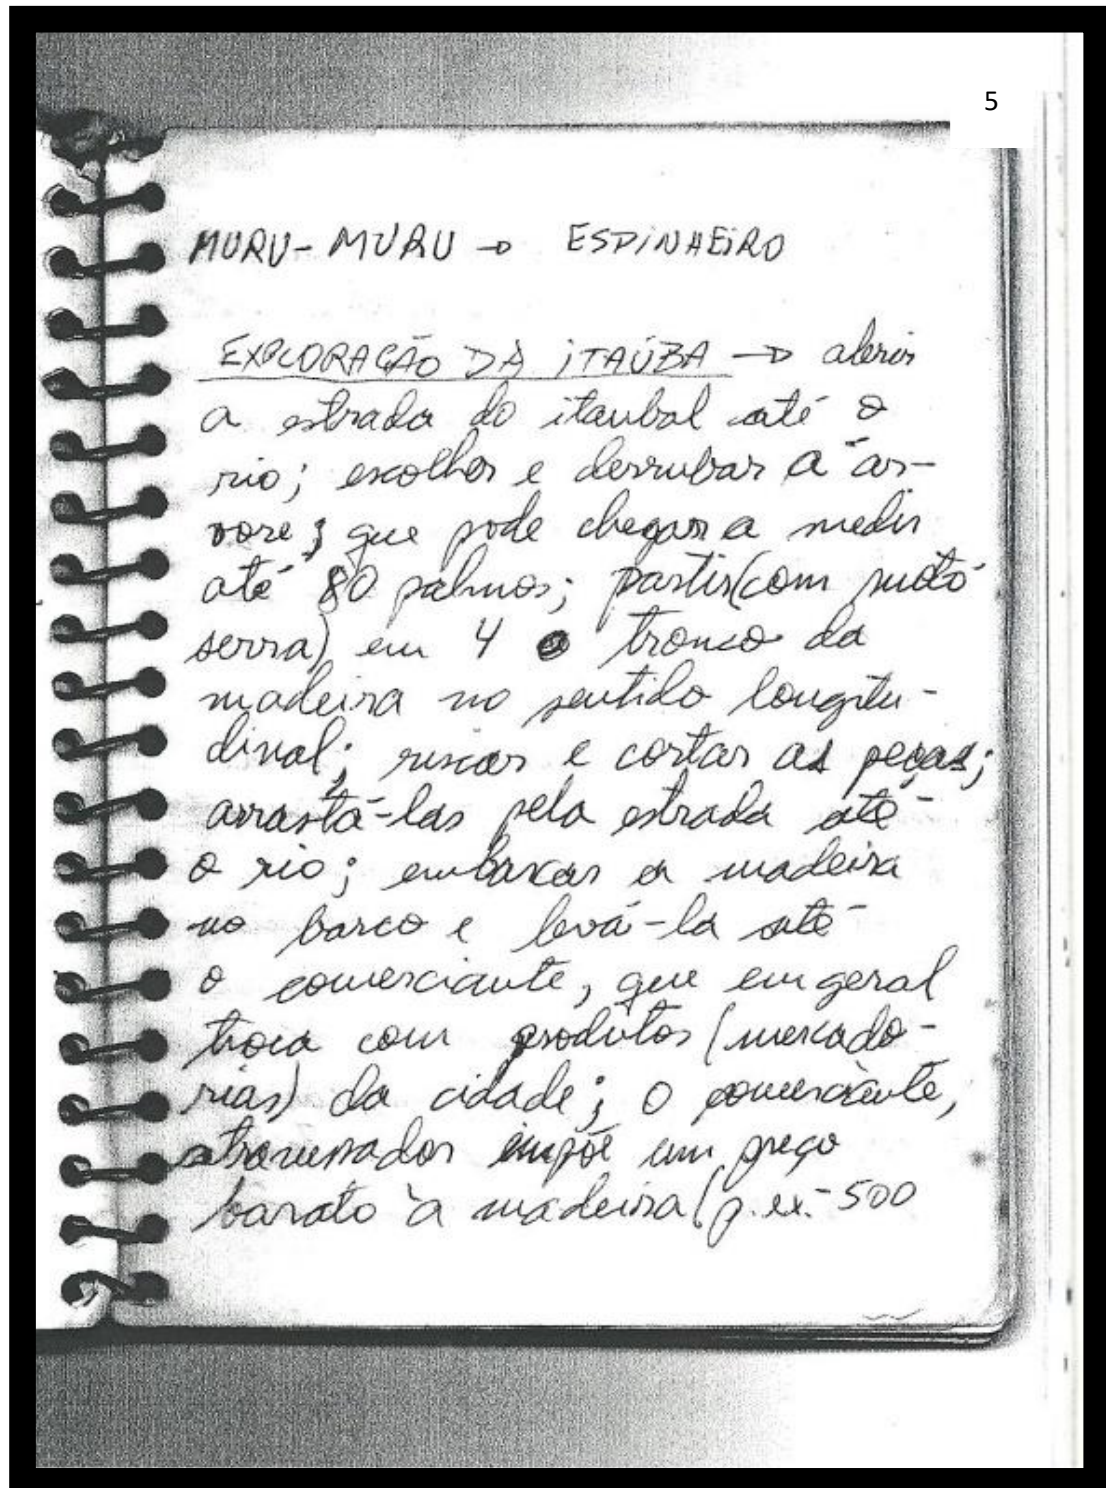 5
MURU-MURU → ESPINHEIRO
EXPLORAÇÃO DA ITAÚBA → abrir
a estrada do itaubal até o
rio; escolher e derrubar a ár-
vore; que pode chegar a medir
até 80 palmos; partir (com moto
serra) em 4 o tronco da
madeira no sentido longitu-
dinal; riscar e cortar as peças;
arrastá-las pela estrada até
o rio; embarcar a madeira
no barco e levá-la até
o comerciante, que em geral
troca com produtos (mercado-
rias) da cidade; o comerciante,
atravessador impõe um preço
barato à madeira (p.ex. 500